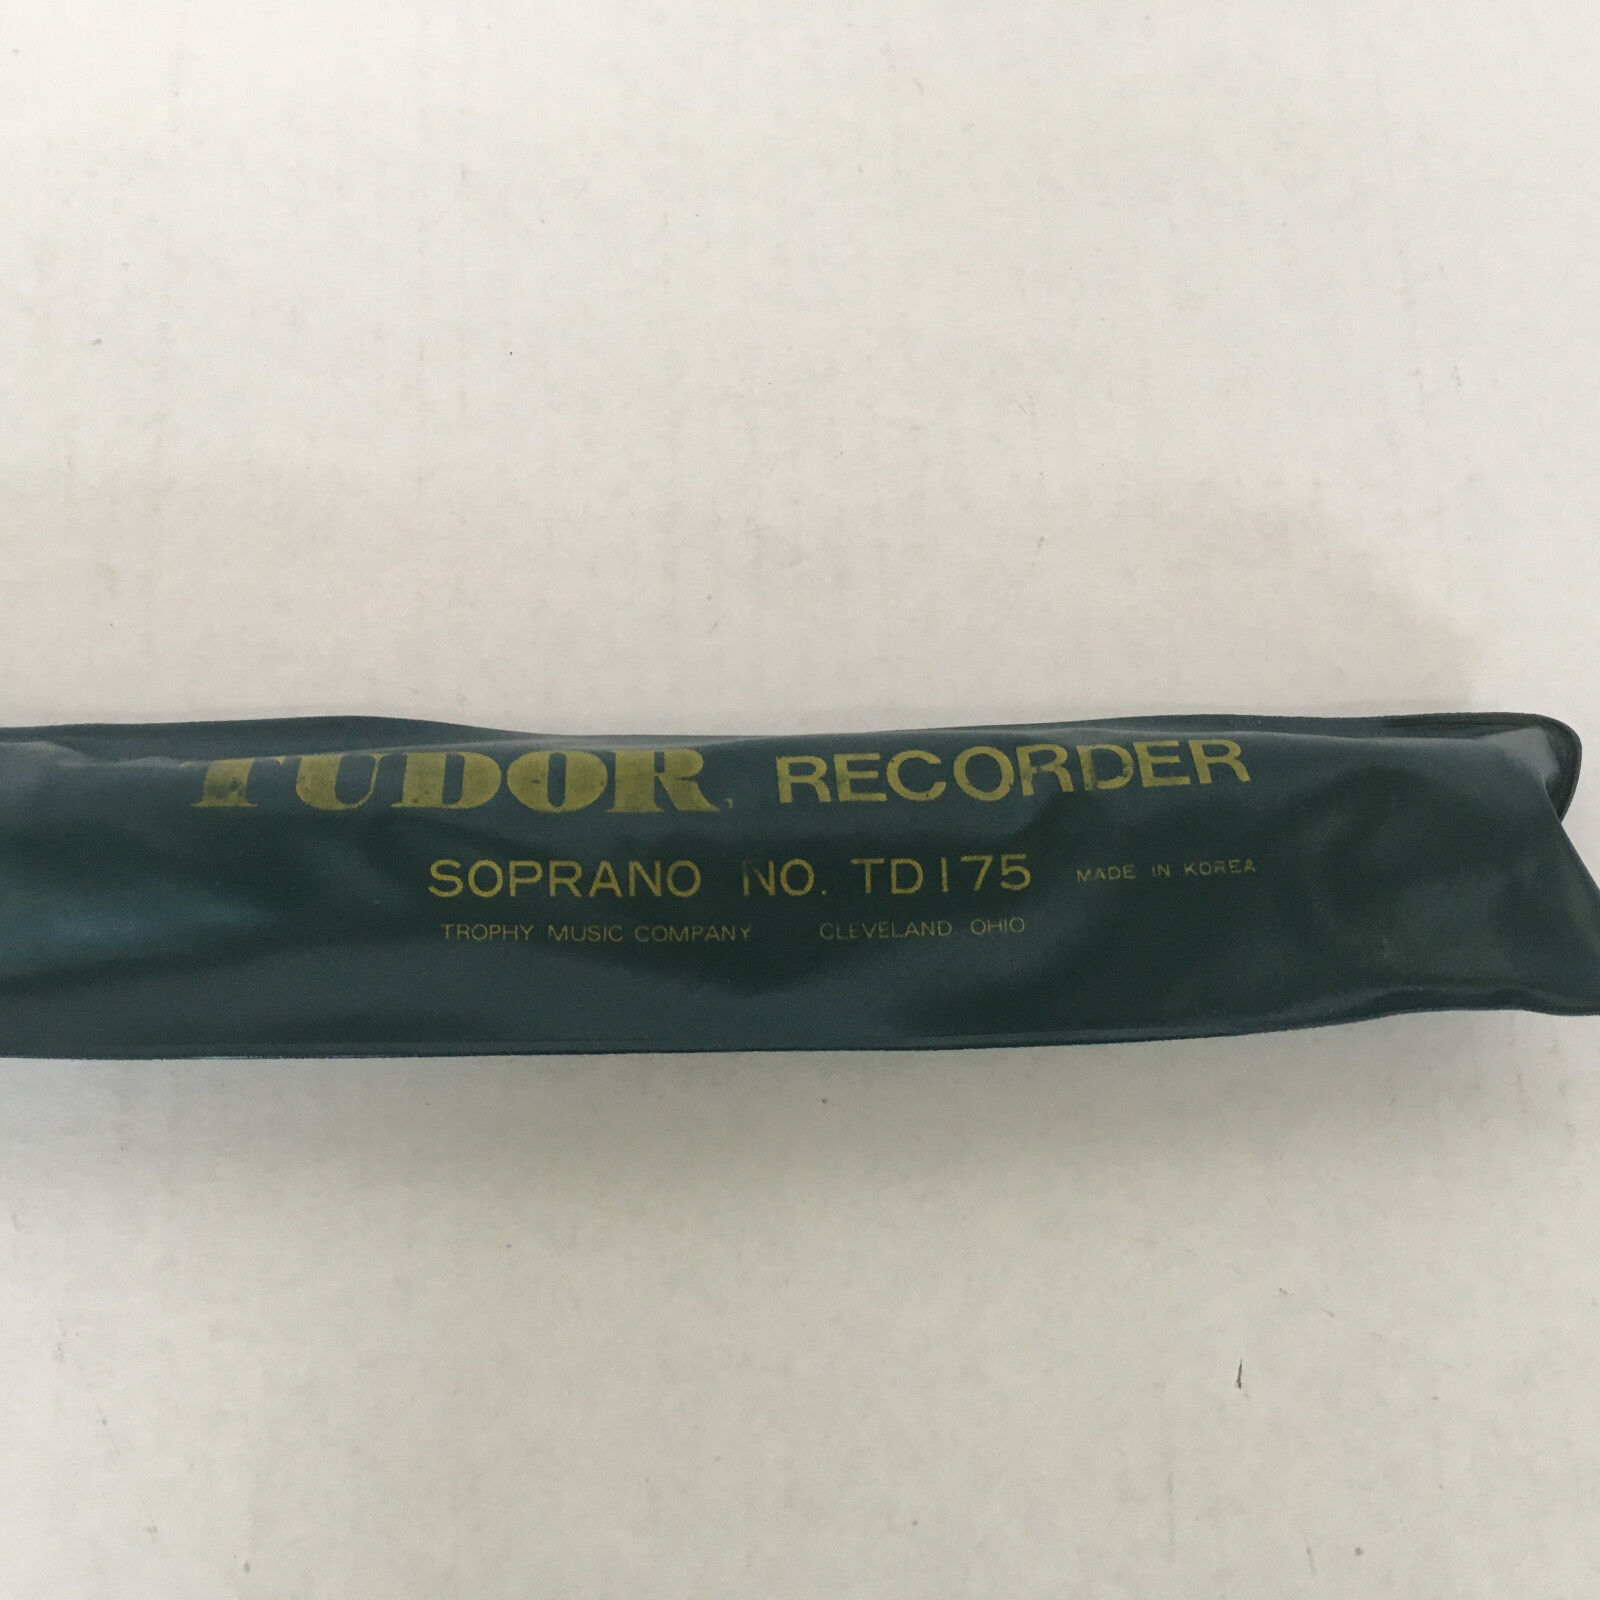 TUDOR RECORDER
SOPRANO NO. TD175 MADE IN KOREA
TROPHY MUSIC COMPANY CLEVELAND OHIO